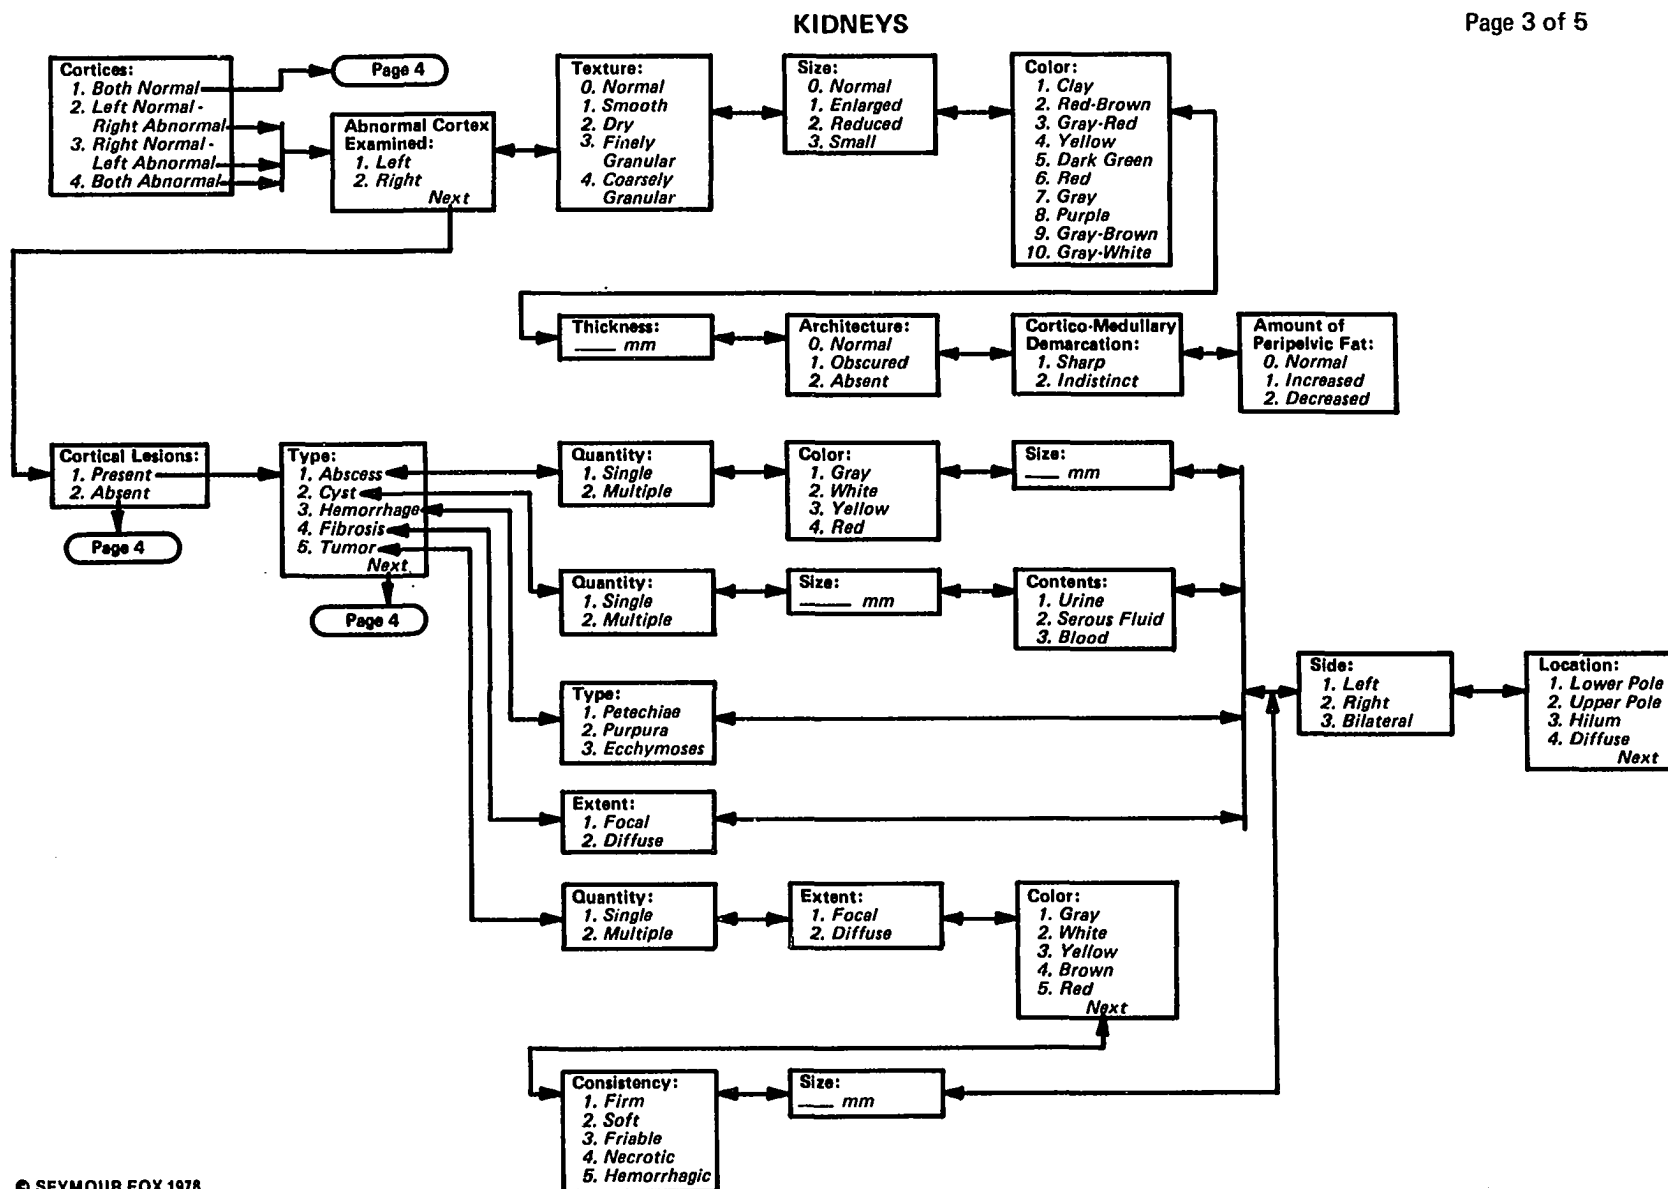 KIDNEYS
Page 3 of 5
Cortices:
1. Both Normal
2. Left Normal -
Right Abnormal
3. Right Normal -
Left Abnormal
4. Both Abnormal
Page 4
Abnormal Cortex
Examined:
1. Left
2. Right
Next
Texture:
0. Normal
1. Smooth
2. Dry
3. Finely
Granular
4. Coarsely
Granular
Size:
0. Normal
1. Enlarged
2. Reduced
3. Small
Color:
1. Clay
2. Red-Brown
3. Gray-Red
4. Yellow
5. Dark Green
6. Red
7. Gray
8. Purple
9. Gray-Brown
10. Gray-White
Thickness:
___ mm
Architecture:
0. Normal
1. Obscured
2. Absent
Cortico-Medullary
Demarcation:
1. Sharp
2. Indistinct
Amount of
Peripelvic Fat:
0. Normal
1. Increased
2. Decreased
Cortical Lesions:
1. Present
2. Absent
Page 4
Type:
1. Abscess
2. Cyst
3. Hemorrhage
4. Fibrosis
5. Tumor
Next
Page 4
Quantity:
1. Single
2. Multiple
Color:
1. Gray
2. White
3. Yellow
4. Red
Size:
___ mm
Quantity:
1. Single
2. Multiple
Size:
____ mm
Contents:
1. Urine
2. Serous Fluid
3. Blood
Type:
1. Petechiae
2. Purpura
3. Ecchymoses
Side:
1. Left
2. Right
3. Bilateral
Location:
1. Lower Pole
2. Upper Pole
3. Hilum
4. Diffuse
Next
Extent:
1. Focal
2. Diffuse
Quantity:
1. Single
2. Multiple
Extent:
1. Focal
2. Diffuse
Color:
1. Gray
2. White
3. Yellow
4. Brown
5. Red
Next
Consistency:
1. Firm
2. Soft
3. Friable
4. Necrotic
5. Hemorrhagic
Size:
___ mm
© SEYMOUR FOX 1978